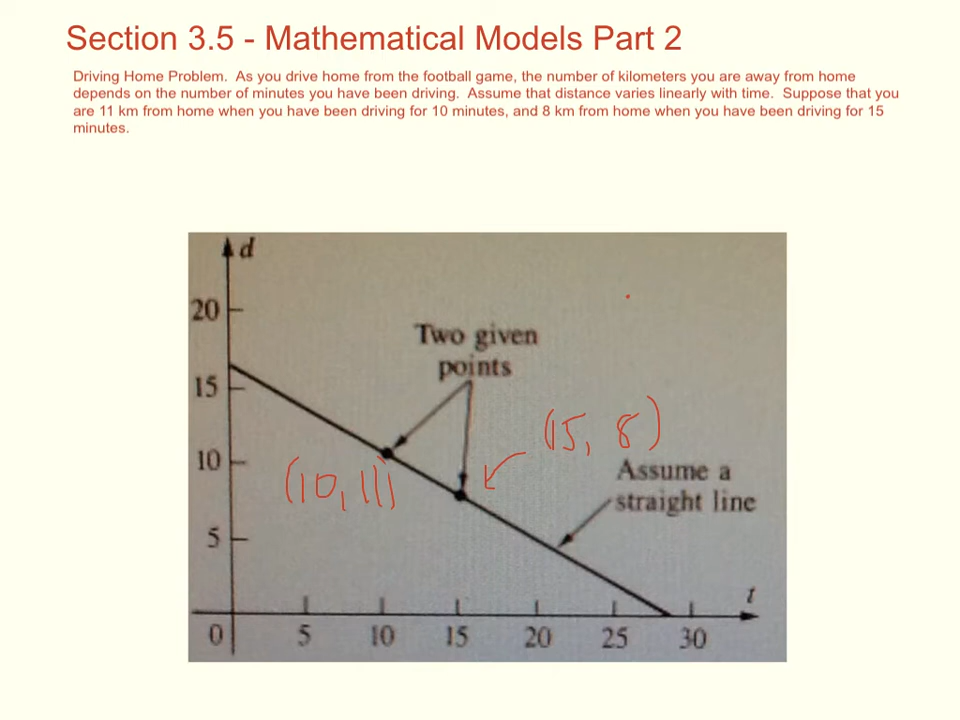 Section 3.5 - Mathematical Models Part 2
Driving Home Problem.  As you drive home from the football game, the number of kilometers you are away from home
depends on the number of minutes you have been driving.  Assume that distance varies linearly with time.  Suppose that you
are 11 km from home when you have been driving for 10 minutes, and 8 km from home when you have been driving for 15
minutes.
d
20
Two given
points
15
(15, 8)
10
Assume a
straight line
(10, 11)
5
t
0 5 10 15 20 25 30